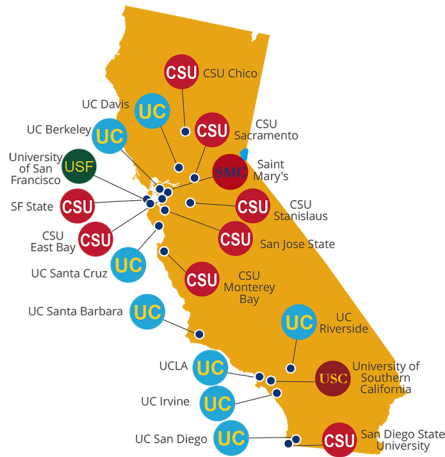 CSU
CSU Chico
UC Davis
UC
UC Berkeley
UC
CSU
CSU
Sacramento
University
of San
Francisco
USF
SMC
Saint
Mary's
SF State
CSU
CSU
CSU
Stanislaus
CSU
East Bay
CSU
CSU
San Jose State
UC Santa Cruz
UC
CSU
CSU
Monterey
Bay
UC Santa Barbara
UC
UC
UC
Riverside
UCLA
UC
USC
University of
Southern
California
UC Irvine
UC
UC San Diego
UC
CSU
San Diego State
University